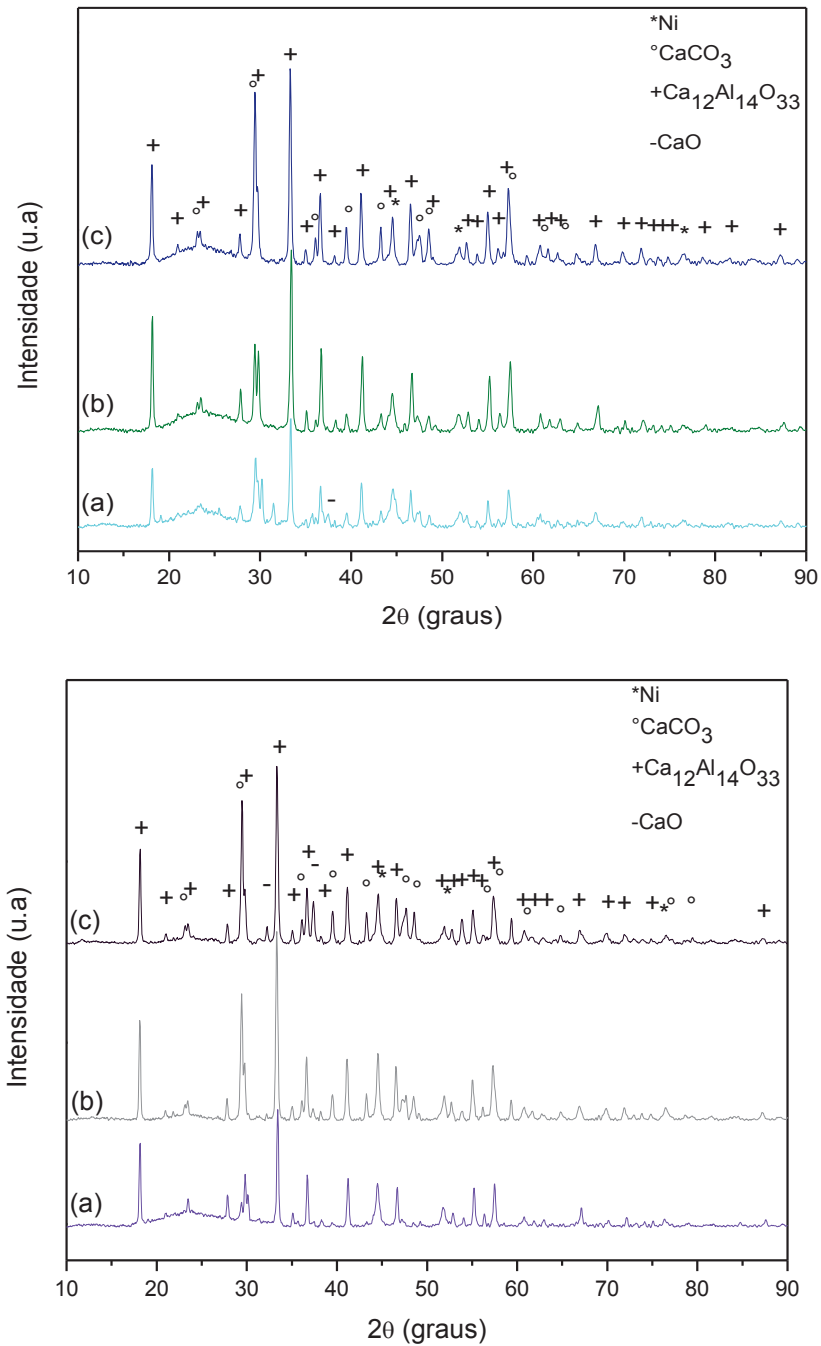 *Ni
°CaCO3
+Ca12Al14O33
-CaO
(c)
(b)
(a)
Intensidade (u.a)
10 20 30 40 50 60 70 80 90
2θ (graus)
*Ni
°CaCO3
+Ca12Al14O33
-CaO
(c)
(b)
(a)
Intensidade (u.a)
10 20 30 40 50 60 70 80 90
2θ (graus)